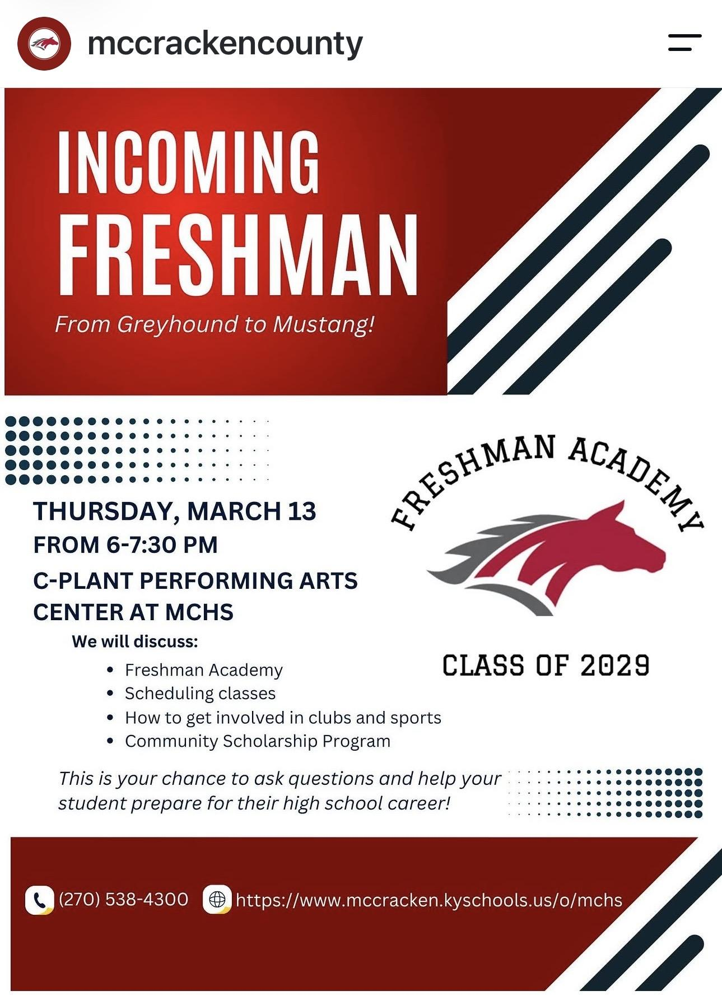 mccrackencounty
INCOMING
FRESHMAN
From Greyhound to Mustang!
FRESHMAN ACADEMY
THURSDAY, MARCH 13
FROM 6-7:30 PM
C-PLANT PERFORMING ARTS
CENTER AT MCHS
We will discuss:
• Freshman Academy
• Scheduling classes
• How to get involved in clubs and sports
• Community Scholarship Program
CLASS OF 2029
This is your chance to ask questions and help your
student prepare for their high school career!
(270) 538-4300 https://www.mccracken.kyschools.us/o/mchs